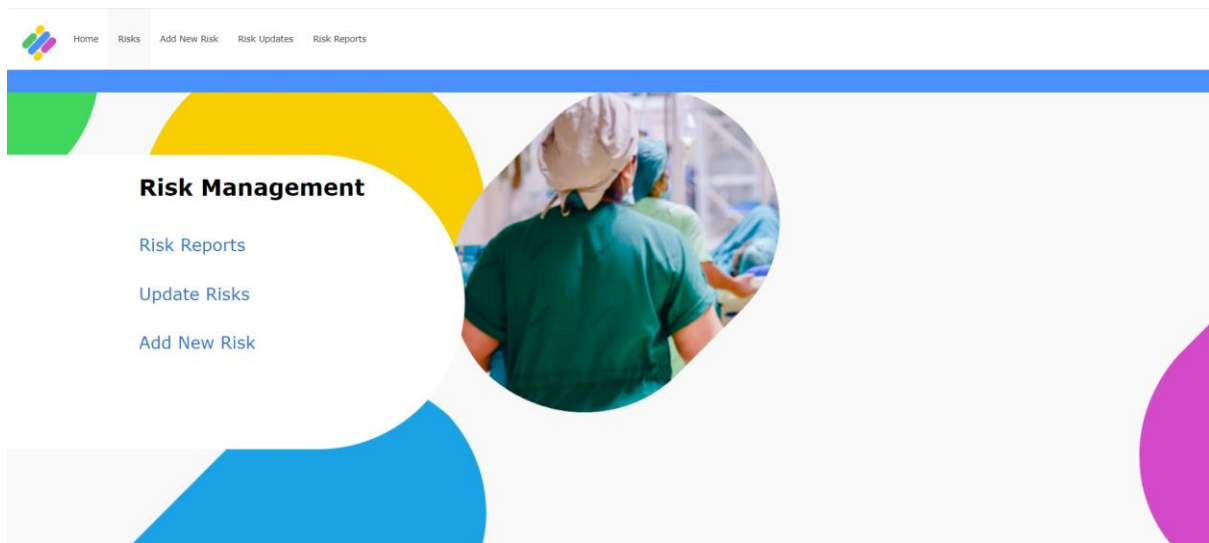 Home Risks Add New Risk Risk Updates Risk Reports
Risk Management
Risk Reports
Update Risks
Add New Risk